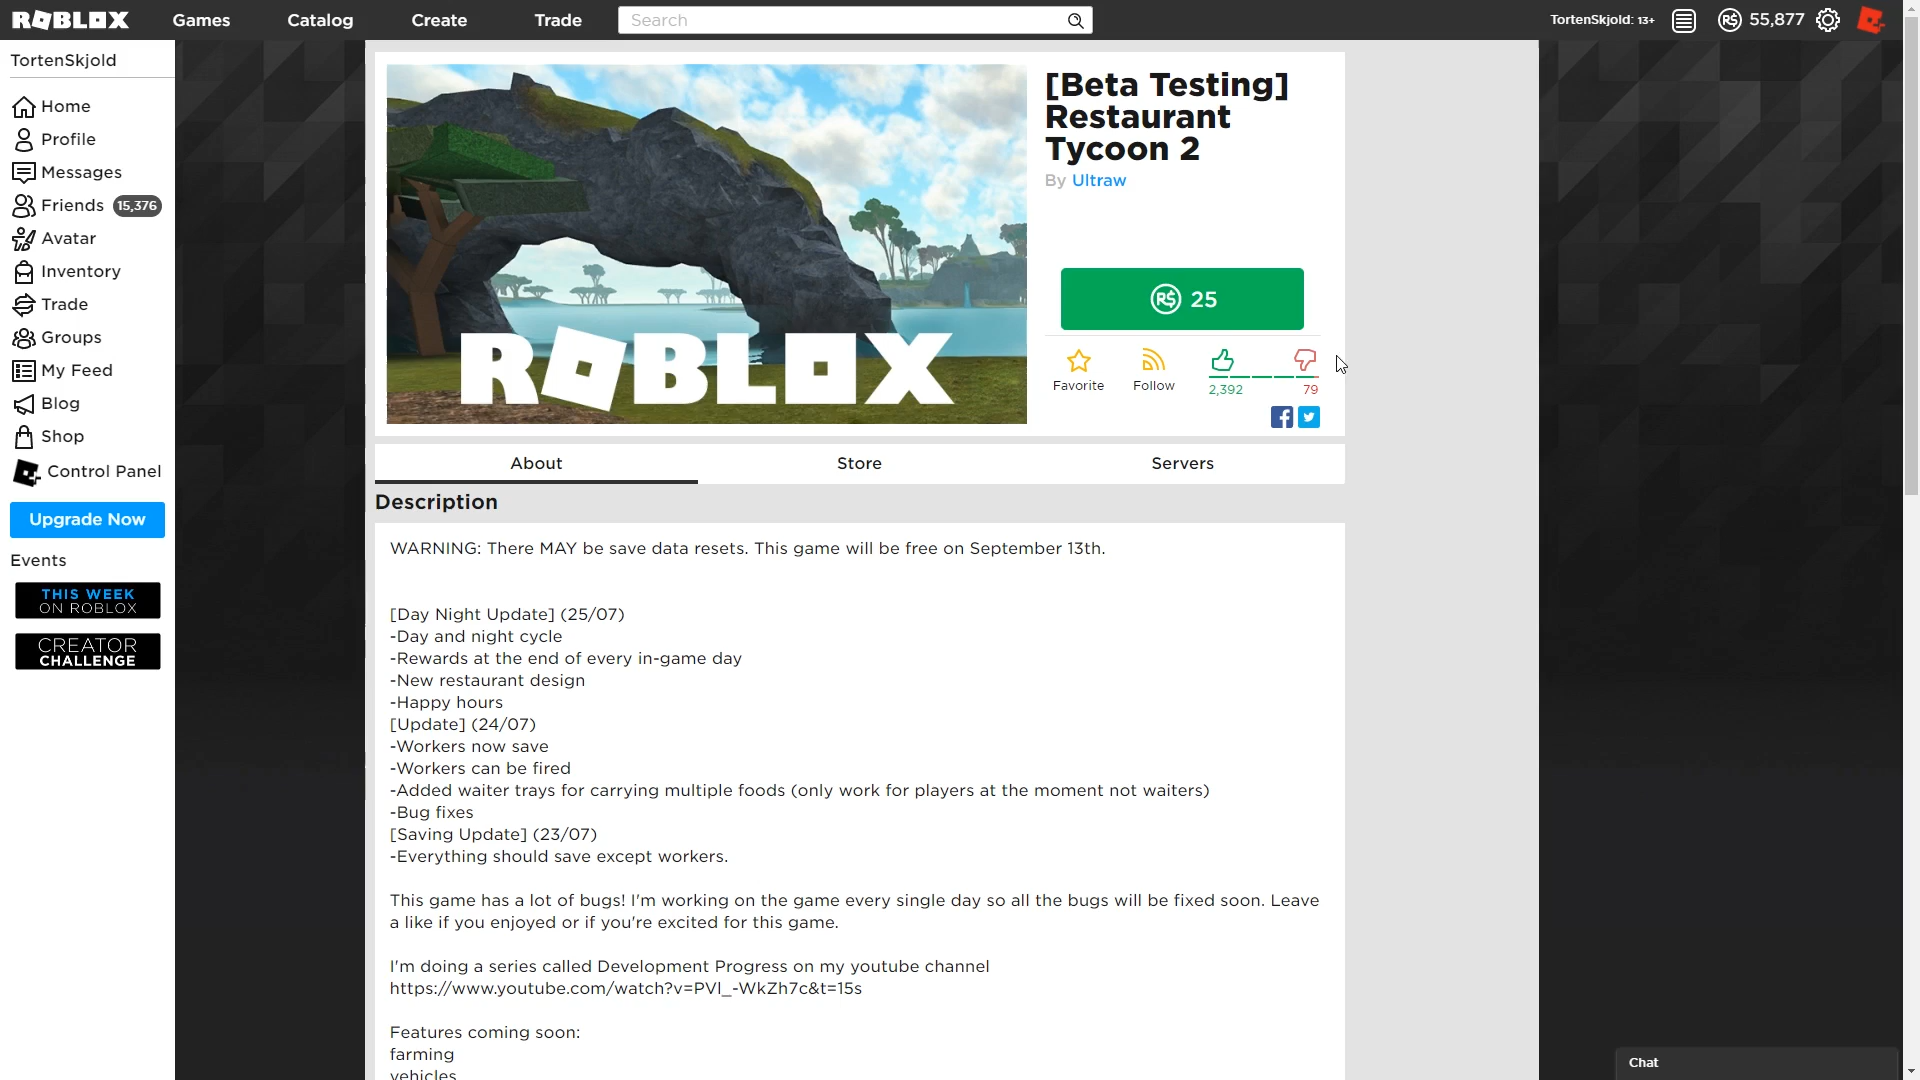 ROBLOX Games Catalog Create Trade Search TortenSkjold: 13+ R$ 55,877
TortenSkjold
Home
Profile
Messages
Friends 15,376
Avatar
Inventory
Trade
Groups
My Feed
Blog
Shop
Control Panel
Upgrade Now
Events
THIS WEEK
ON ROBLOX
CREATOR
CHALLENGE
ROBLOX
[Beta Testing]
Restaurant
Tycoon 2
By Ultraw
R$ 25
Favorite Follow 2,392 79
About Store Servers
Description
WARNING: There MAY be save data resets. This game will be free on September 13th.
[Day Night Update] (25/07)
-Day and night cycle
-Rewards at the end of every in-game day
-New restaurant design
-Happy hours
[Update] (24/07)
-Workers now save
-Workers can be fired
-Added waiter trays for carrying multiple foods (only work for players at the moment not waiters)
-Bug fixes
[Saving Update] (23/07)
-Everything should save except workers.
This game has a lot of bugs! I'm working on the game every single day so all the bugs will be fixed soon. Leave
a like if you enjoyed or if you're excited for this game.
I'm doing a series called Development Progress on my youtube channel
https://www.youtube.com/watch?v=PVl_-WkZh7c&t=15s
Features coming soon:
farming
vehicles
Chat